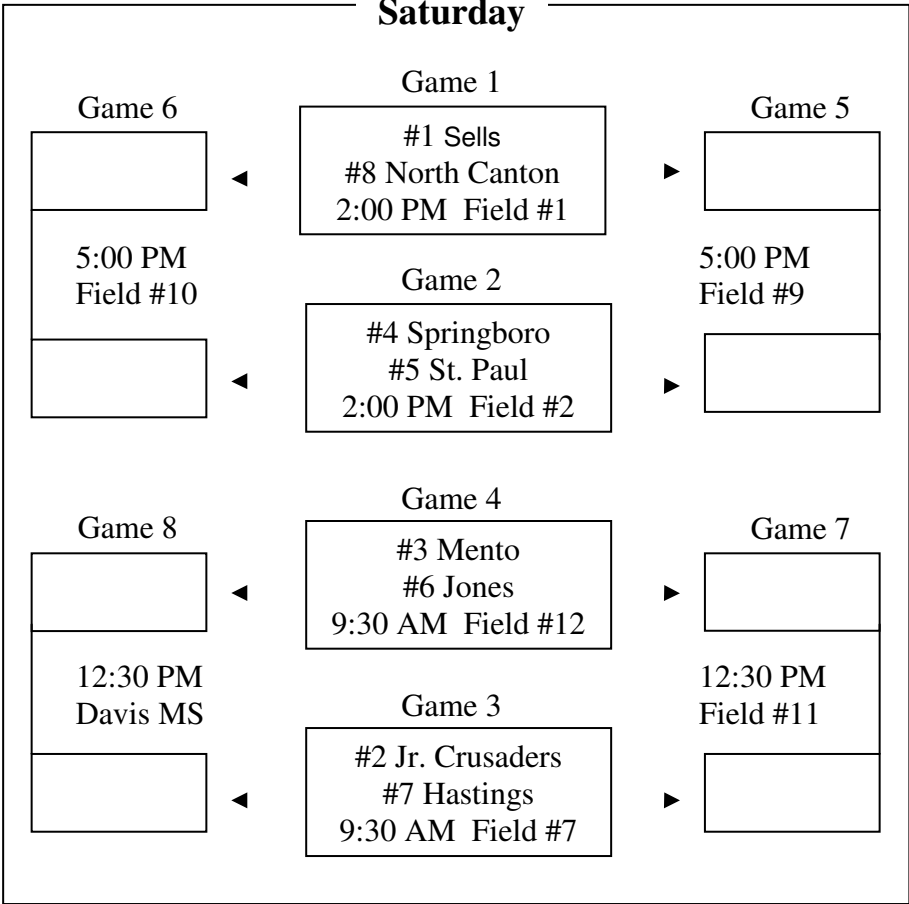 Saturday
Game 1
Game 6
Game 5
#1 Sells
#8 North Canton
2:00 PM Field #1
5:00 PM
Field #10
5:00 PM
Field #9
Game 2
#4 Springboro
#5 St. Paul
2:00 PM Field #2
Game 4
Game 8
Game 7
#3 Mento
#6 Jones
9:30 AM Field #12
12:30 PM
Davis MS
12:30 PM
Field #11
Game 3
#2 Jr. Crusaders
#7 Hastings
9:30 AM Field #7